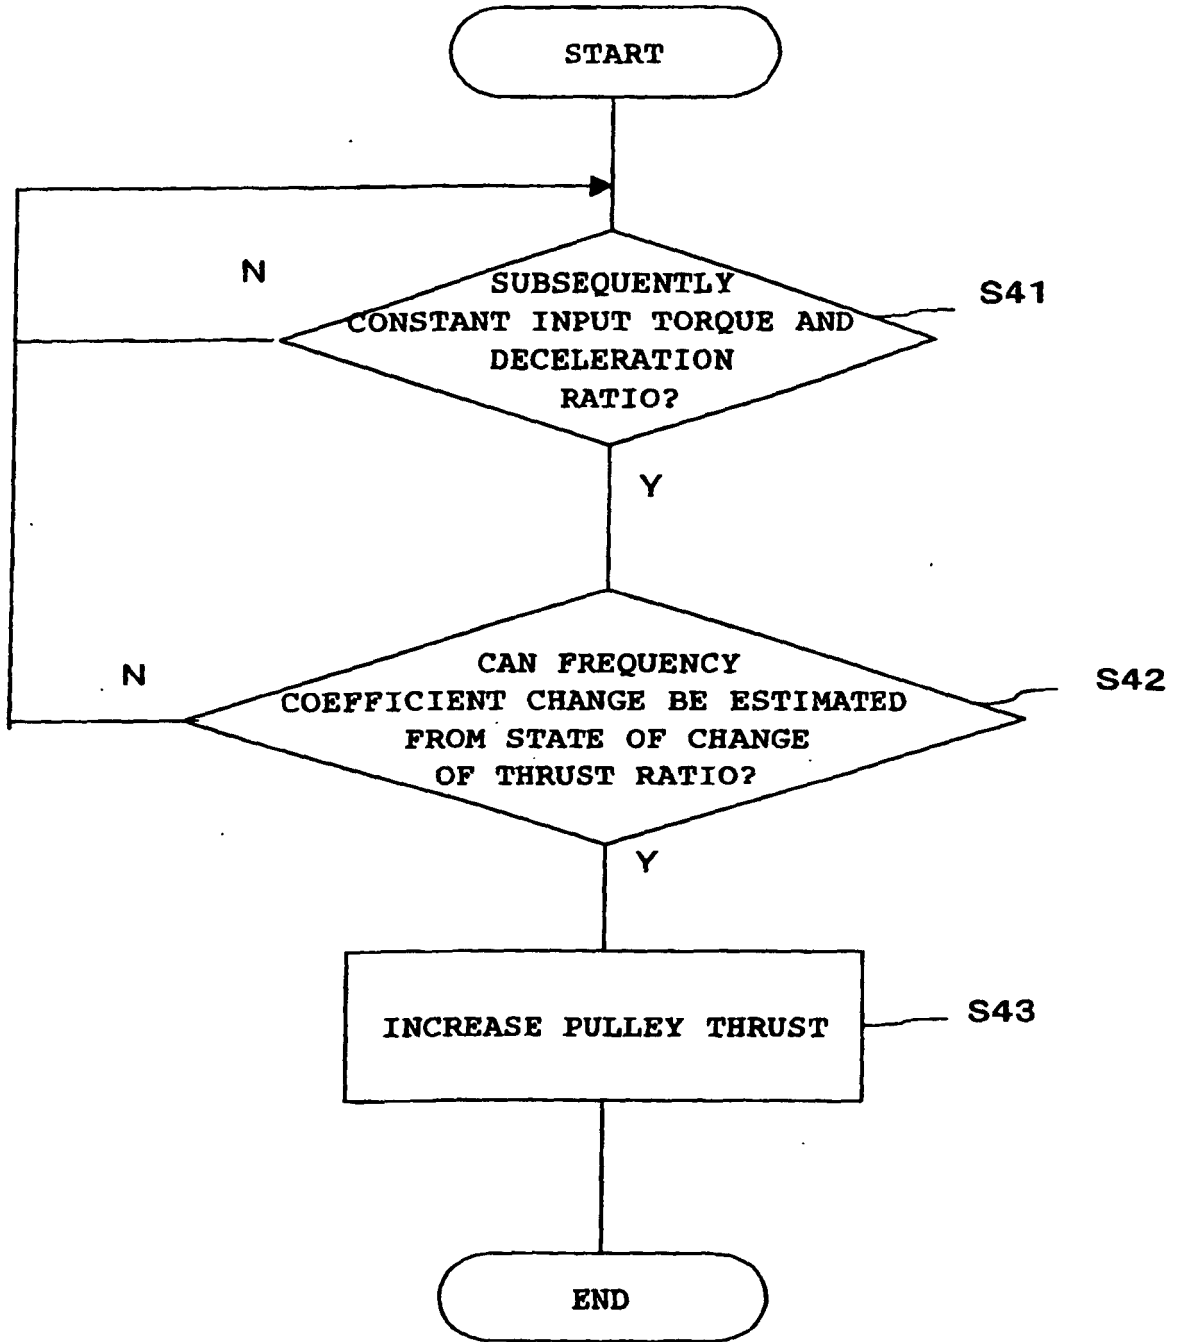 START
N
SUBSEQUENTLY
CONSTANT INPUT TORQUE AND
DECELERATION
RATIO?
S41
Y
N
CAN FREQUENCY
COEFFICIENT CHANGE BE ESTIMATED
FROM STATE OF CHANGE
OF THRUST RATIO?
S42
Y
INCREASE PULLEY THRUST
S43
END